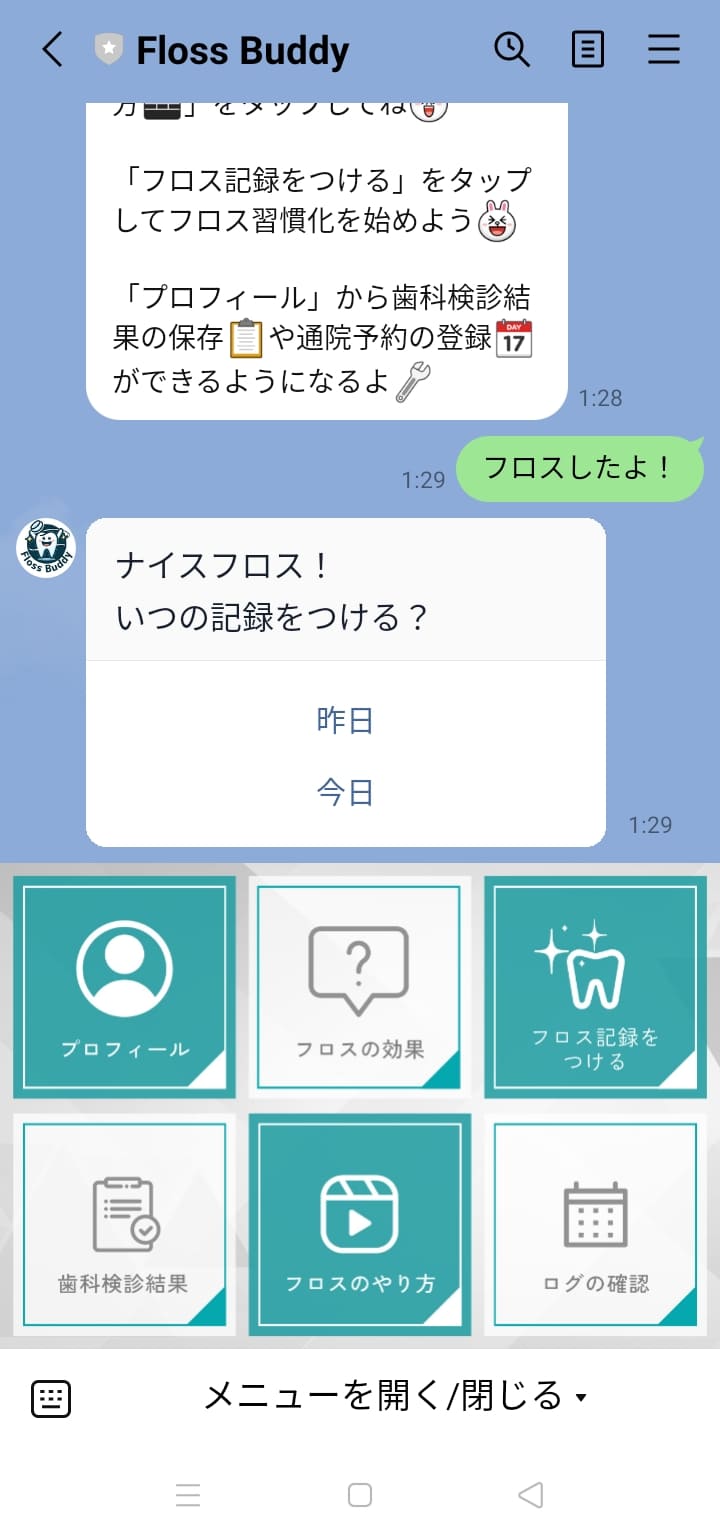 Floss Buddy
方」をタップしてね
「フロス記録をつける」をタップ
してフロス習慣化を始めよう
「プロフィール」から歯科検診結
果の保存📋や通院予約の登録📅
ができるようになるよ🔧
1:28
フロスしたよ！
1:29
Floss Buddy
ナイスフロス！
いつの記録をつける？
昨日
今日
1:29
プロフィール
フロスの効果
フロス記録を
つける
歯科検診結果
フロスのやり方
ログの確認
メニューを開く/閉じる